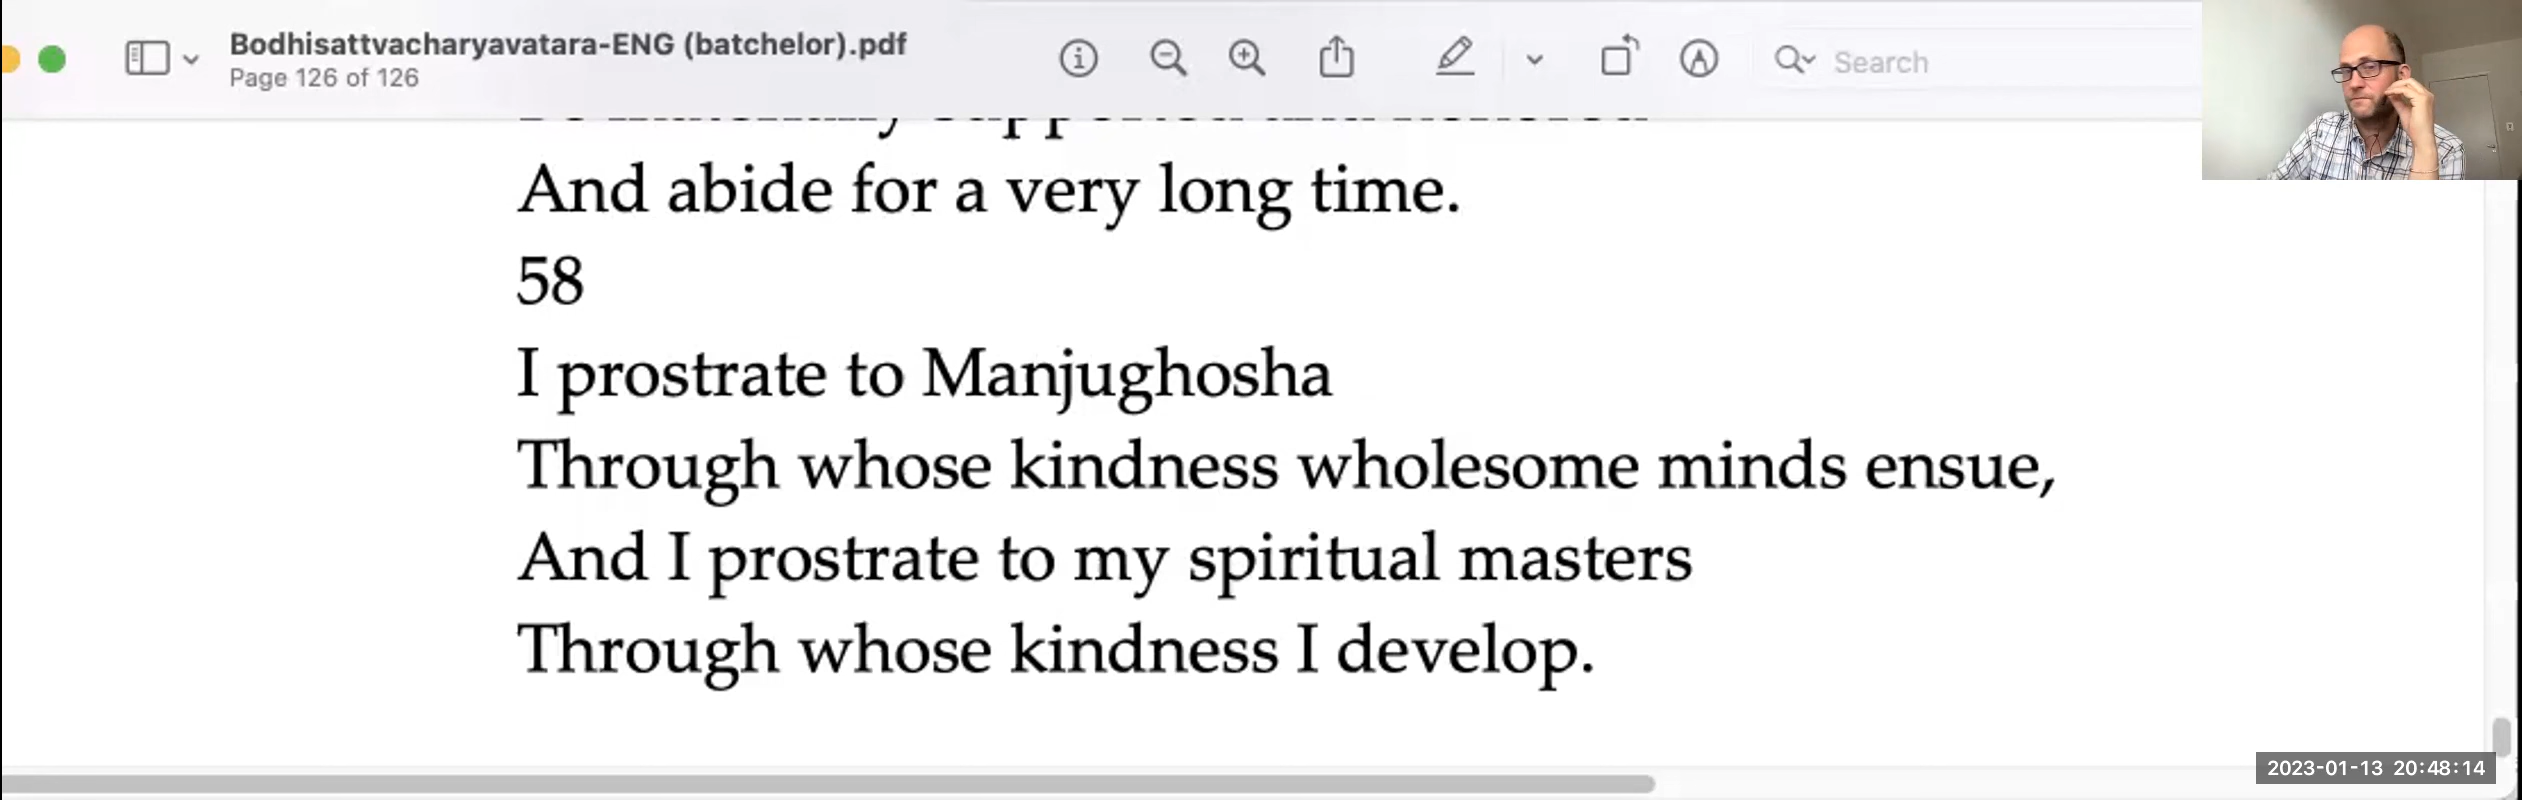 Bodhisattvacharyavatara-ENG (batchelor).pdf
Page 126 of 126
Search
And abide for a very long time.
58
I prostrate to Manjughosha
Through whose kindness wholesome minds ensue,
And I prostrate to my spiritual masters
Through whose kindness I develop.
2023-01-13 20:48:14